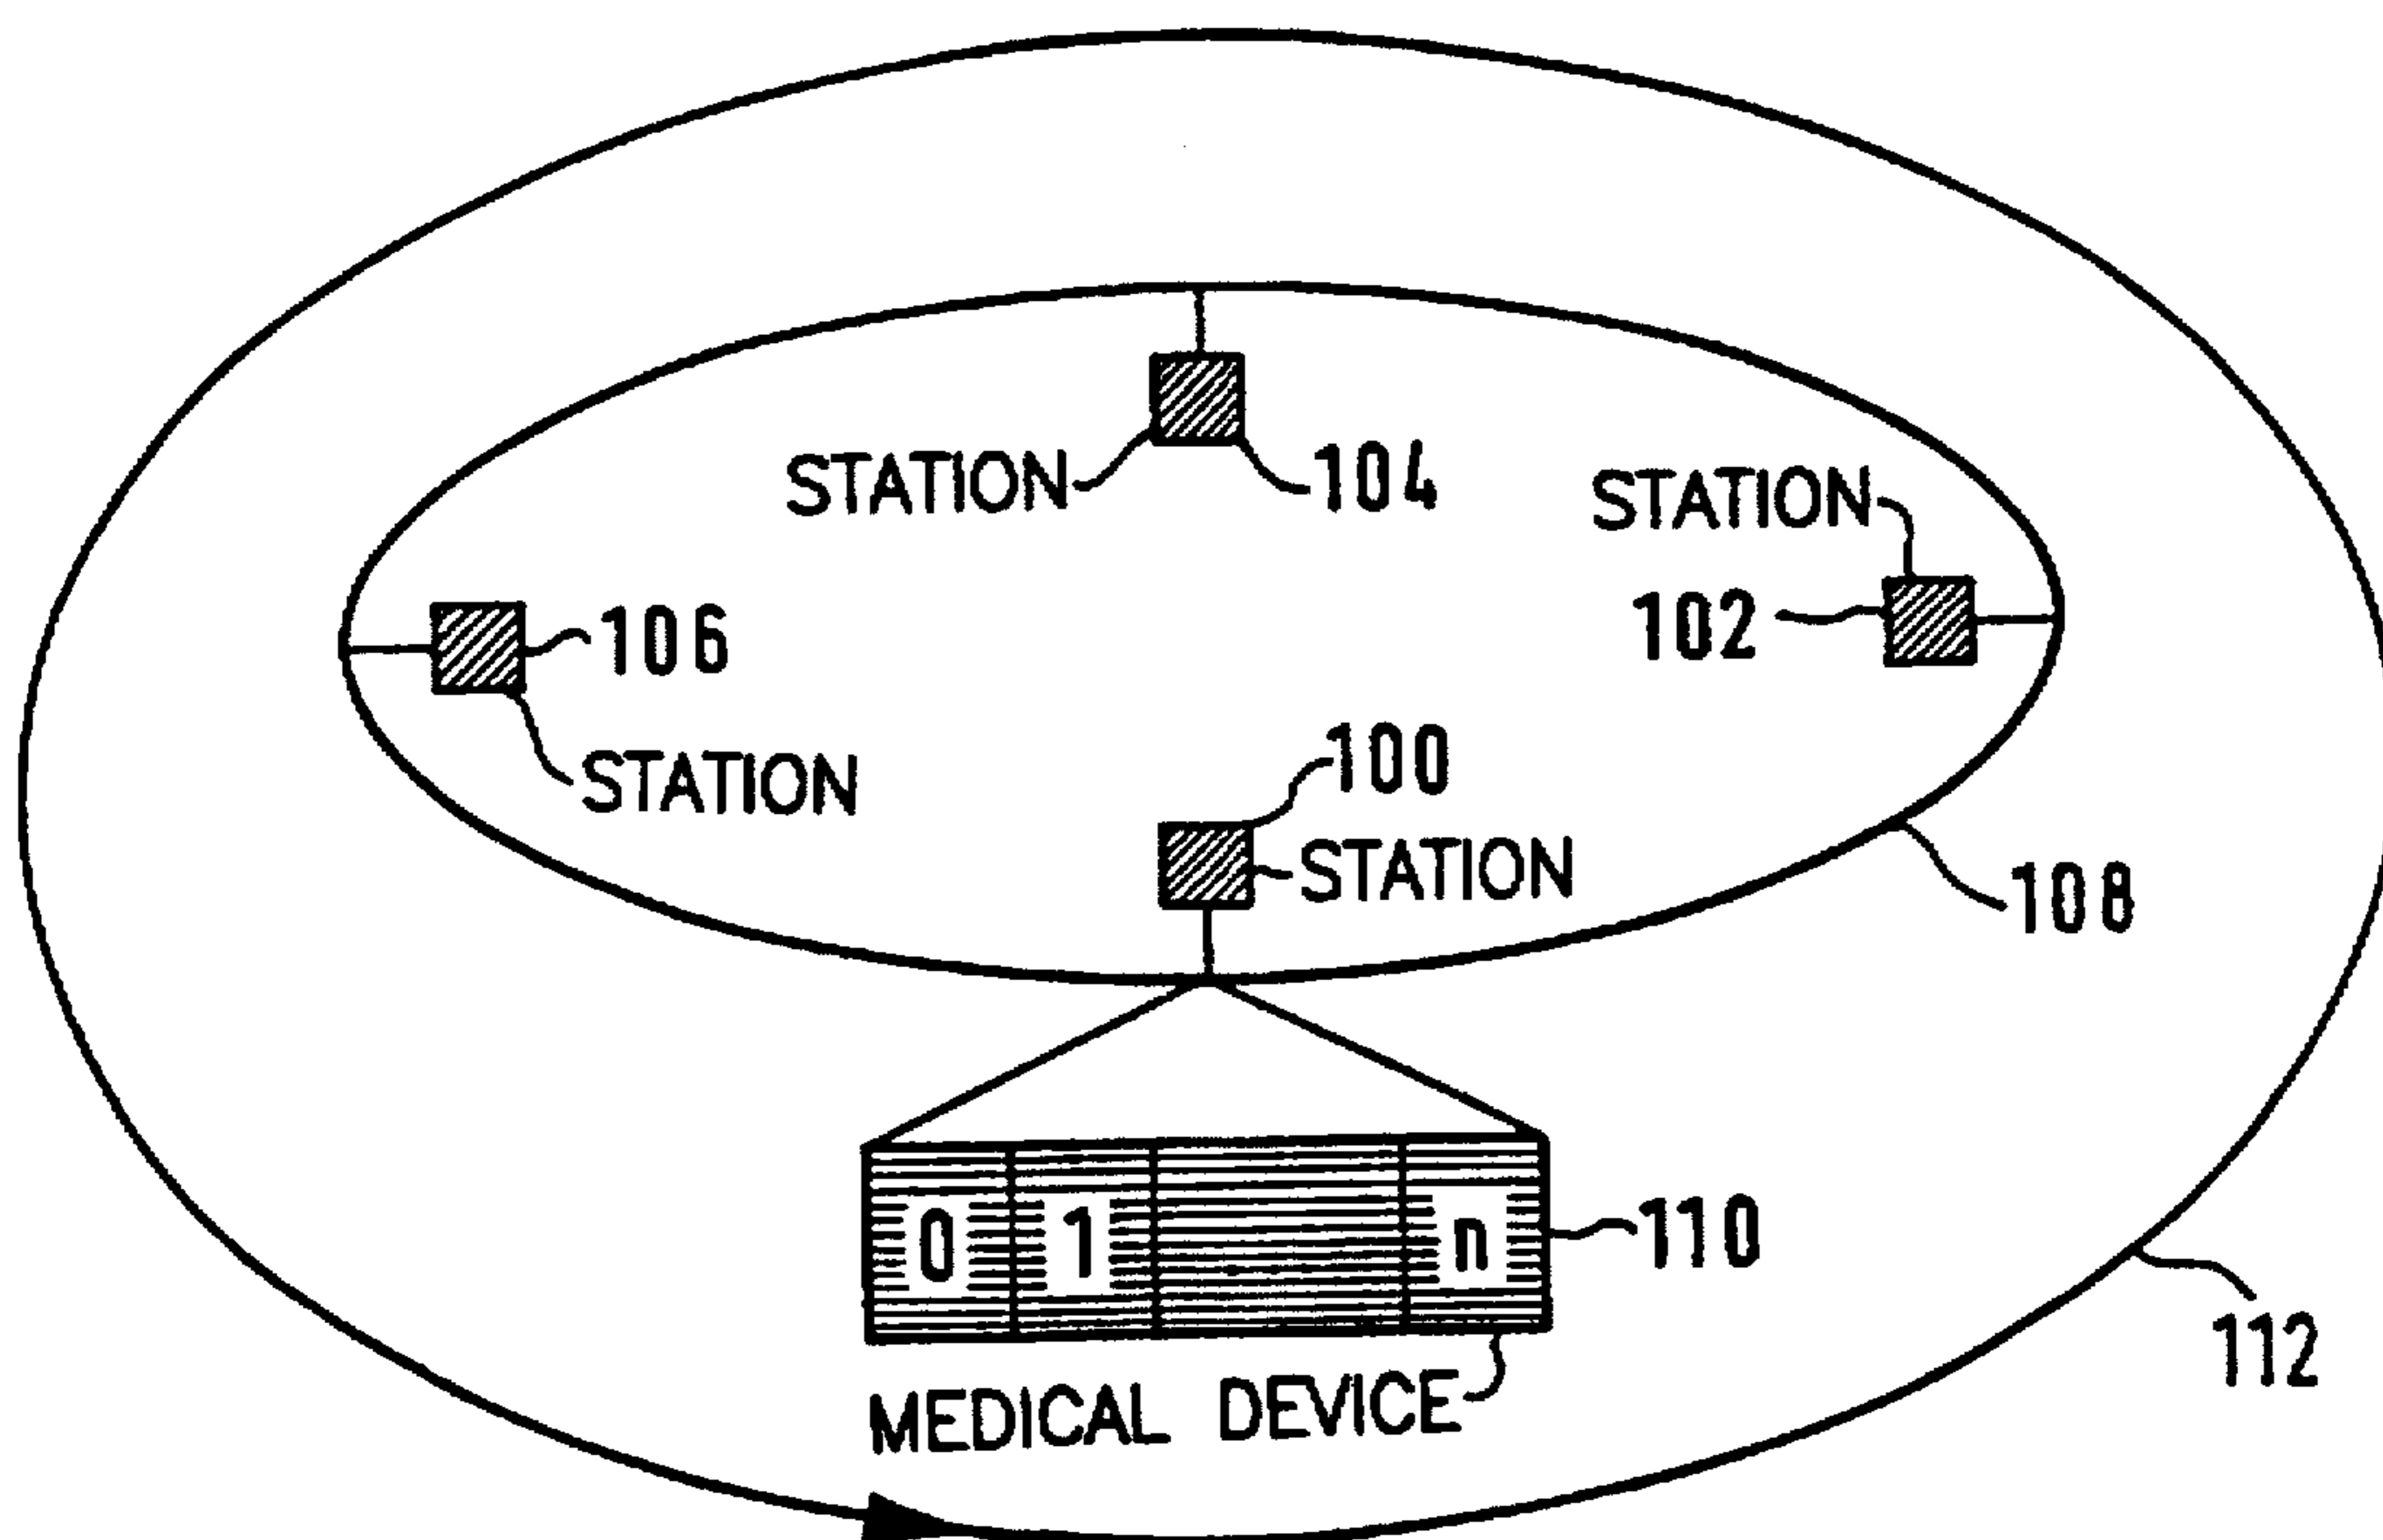 STATION
104
STATION
102
106
STATION
100
STATION
108
0 1 n
110
MEDICAL DEVICE
112